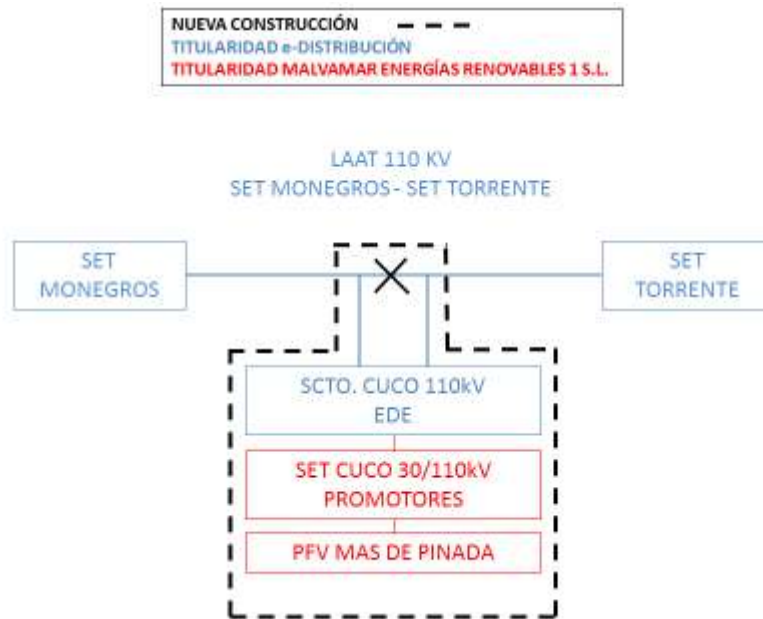 NUEVA CONSTRUCCIÓN
TITULARIDAD e-DISTRIBUCIÓN
TITULARIDAD MALVAMAR ENERGÍAS RENOVABLES 1 S.L.
LAAT 110 KV
SET MONEGROS - SET TORRENTE
SET
MONEGROS
SET
TORRENTE
SCTO. CUCO 110kV
EDE
SET CUCO 30/110kV
PROMOTORES
PFV MAS DE PINADA